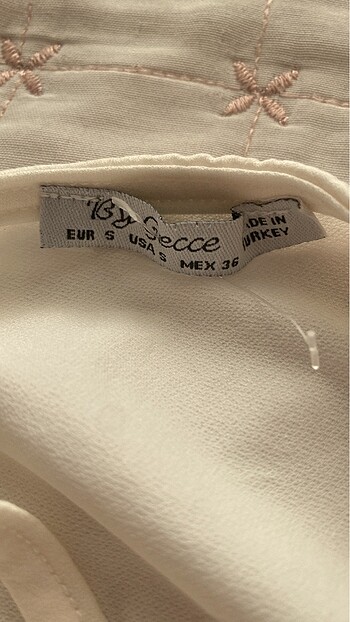 By Gecce
EUR S USA S MEX 36
MADE IN
TURKEY